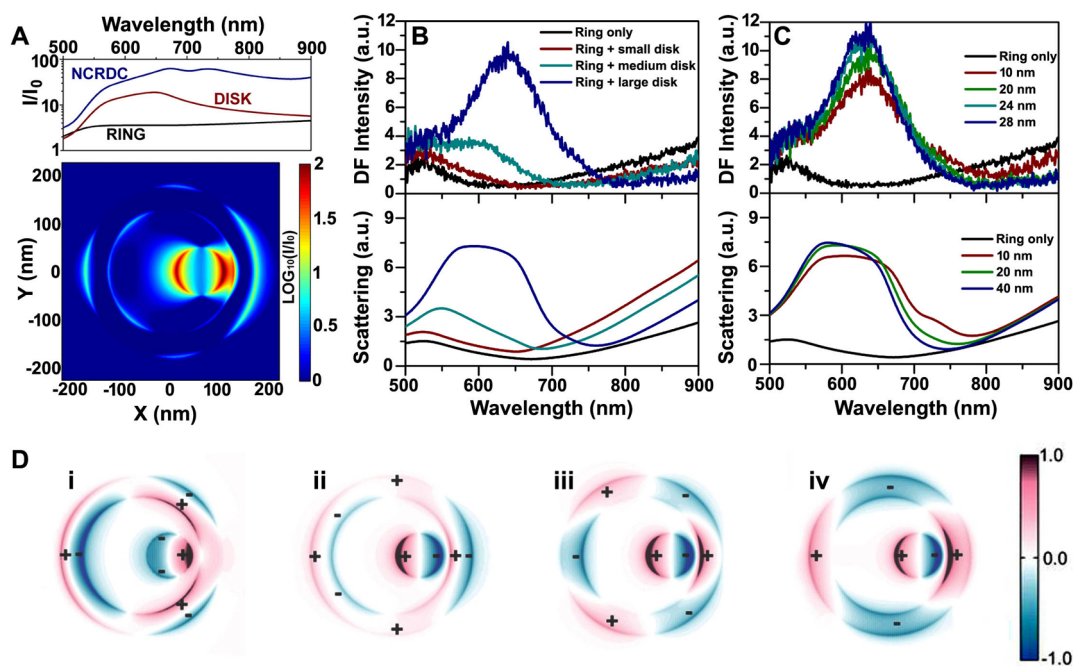 A
Wavelength (nm)
500 600 700 800 900
I/I0
100
10
1
NCRDC
DISK
RING
Y (nm)
200
100
0
-100
-200
-200 -100 0 100 200
X (nm)
2
1.5
1
0.5
0
LOG10(I/I0)
B
DF Intensity (a.u.)
12
10
8
6
4
2
0
Ring only
Ring + small disk
Ring + medium disk
Ring + large disk
Scattering (a.u.)
9
6
3
0
500 600 700 800 900
Wavelength (nm)
C
DF Intensity (a.u.)
12
10
8
6
4
2
0
Ring only
10 nm
20 nm
24 nm
28 nm
Scattering (a.u.)
9
6
3
0
Ring only
10 nm
20 nm
40 nm
500 600 700 800 900
Wavelength (nm)
D
i
+ - + - + - + + -
ii
+ - + + - + - - +
iii
+ - - + - + + -
iv
- + + - + -
1.0
0.0
-1.0